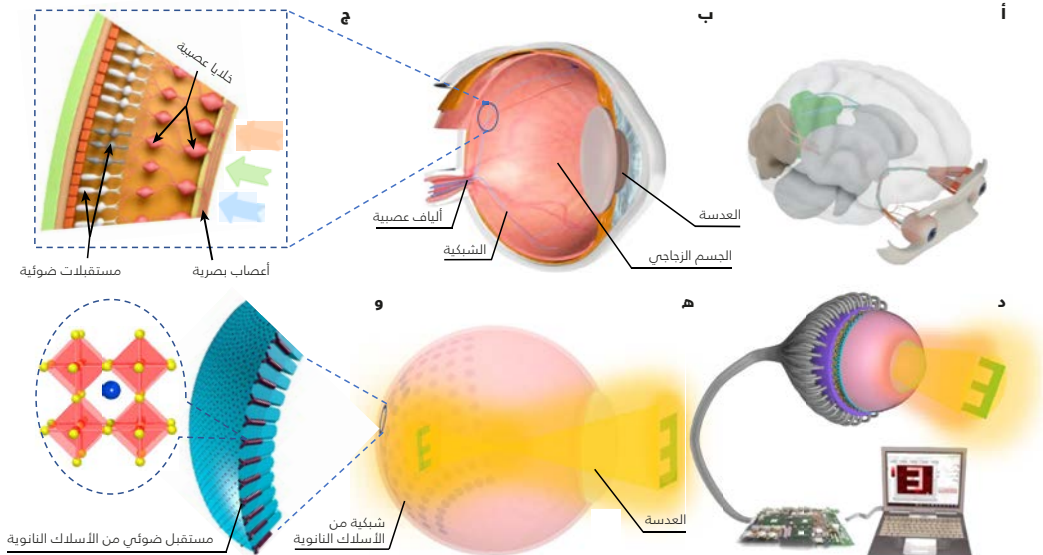 أ
ب
ج
خلايا عصبية
مستقبلات ضوئية
أعصاب بصرية
ألياف عصبية
الشبكية
العدسة
الجسم الزجاجي
د
ه
و
E
E
E
E
العدسة
شبكية من
الأسلاك النانوية
مستقبل ضوئي من الأسلاك النانوية